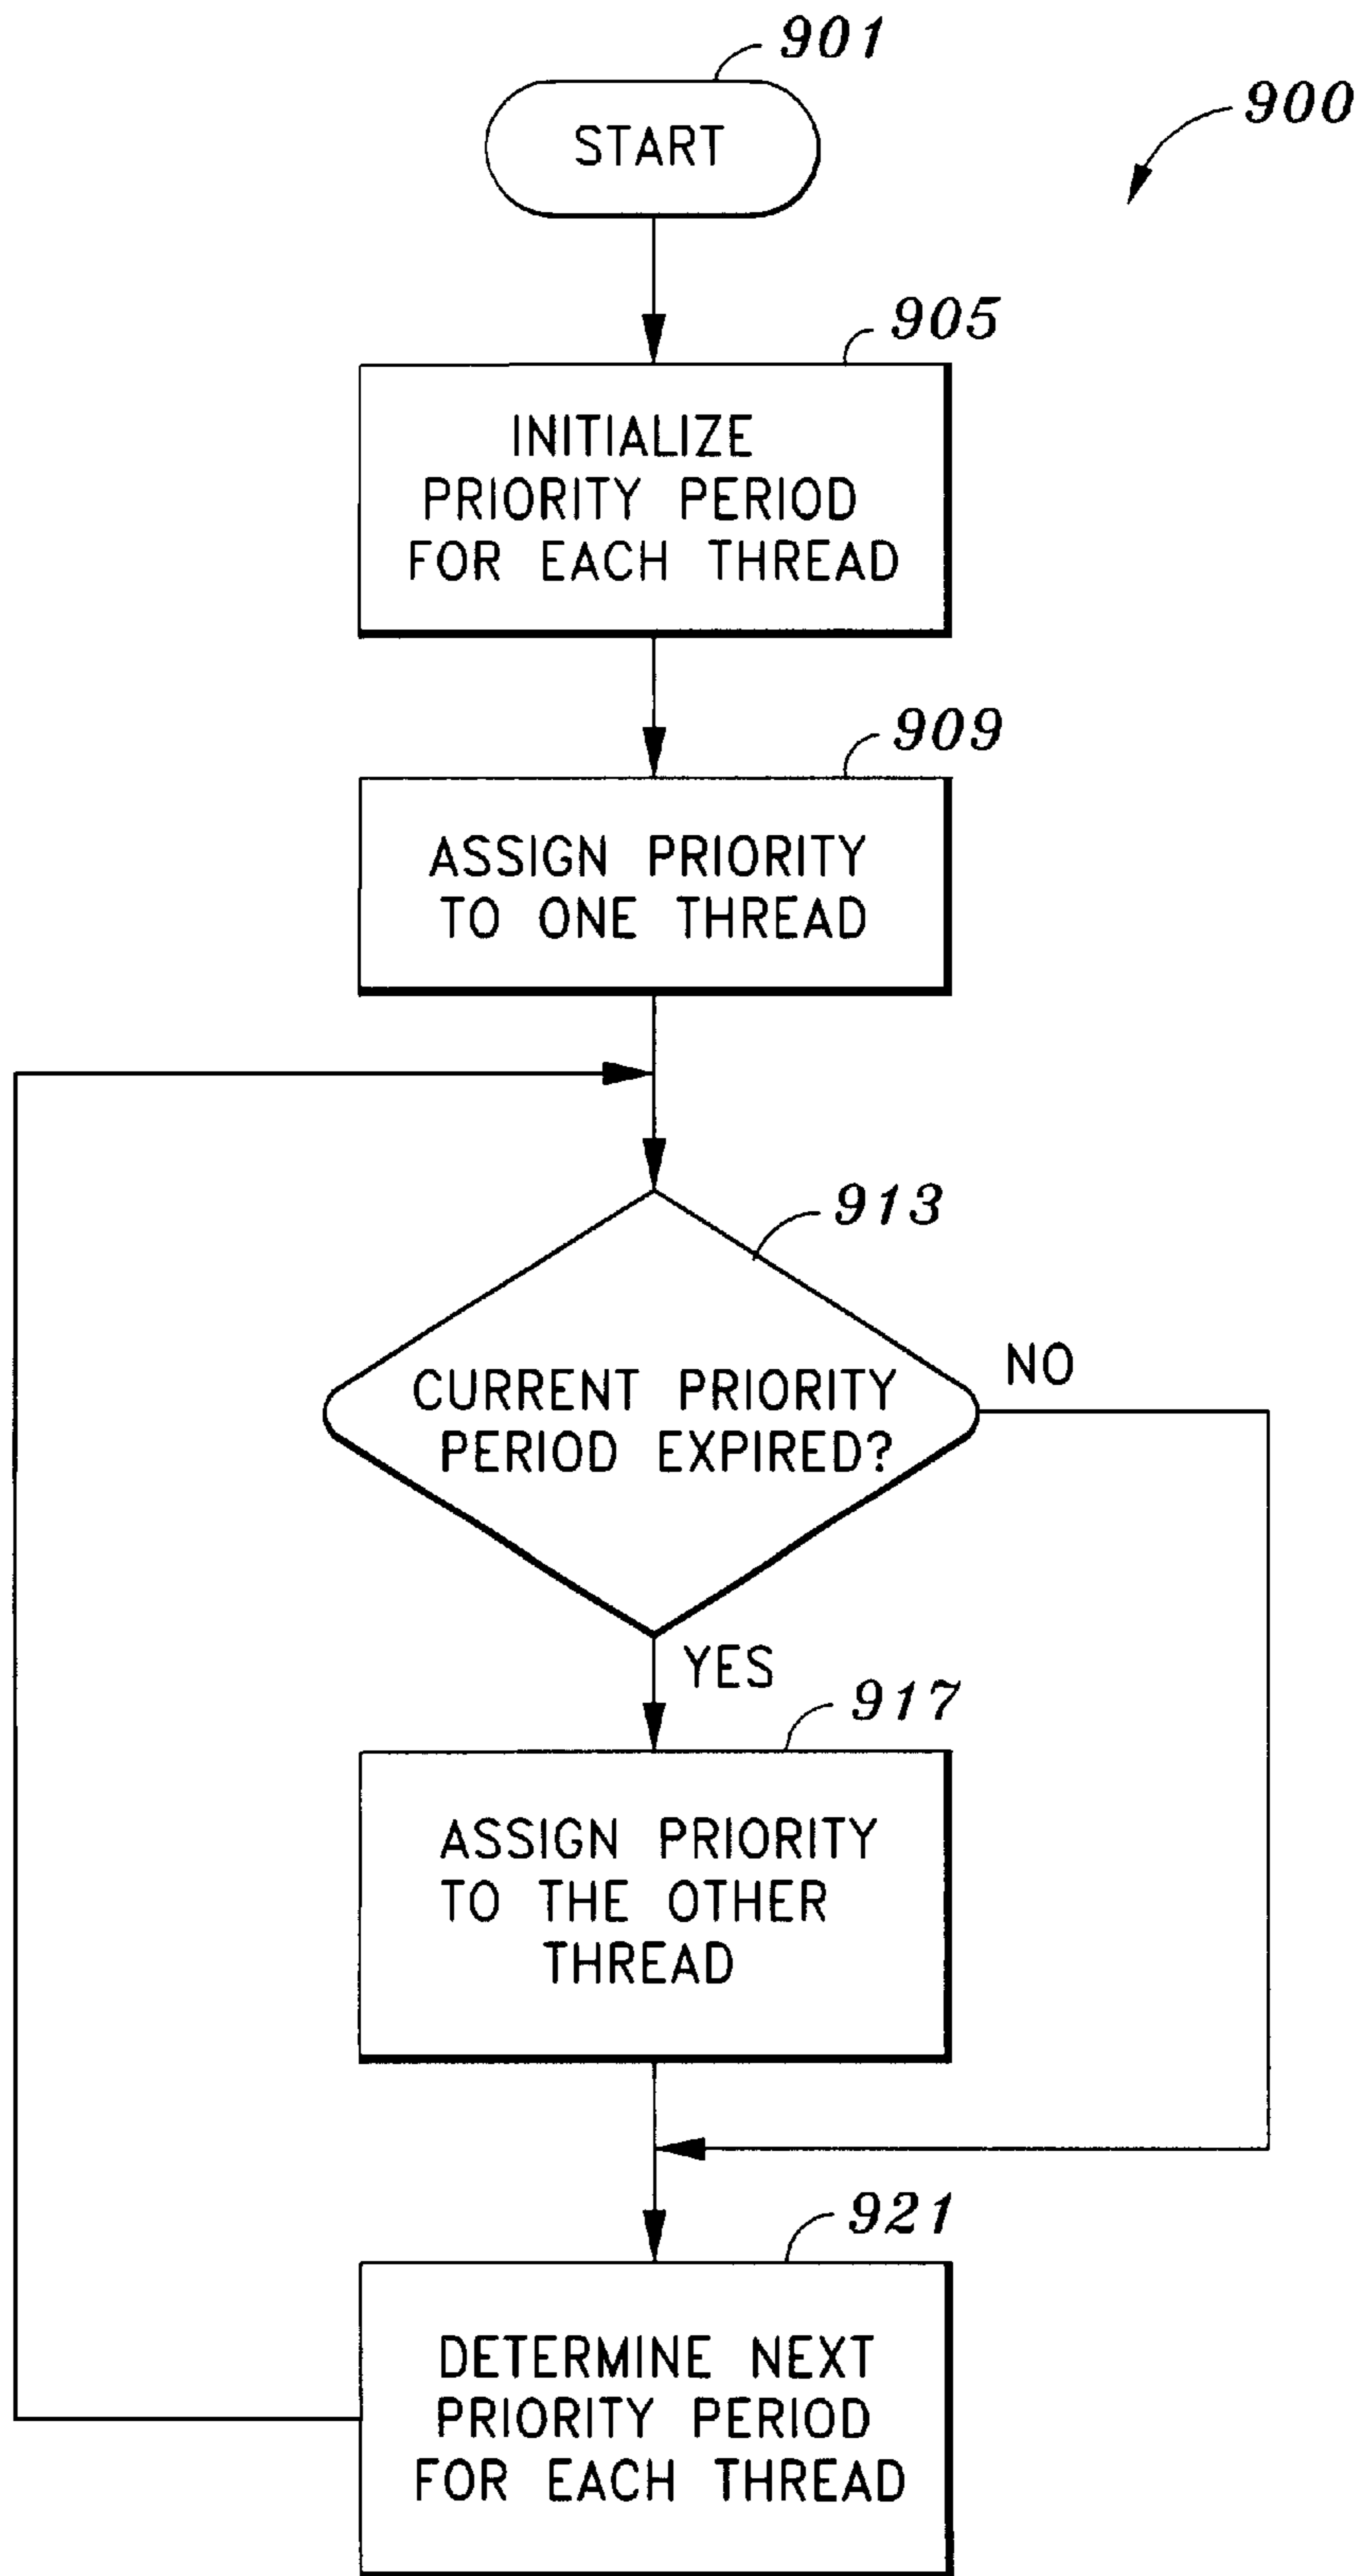 901
START
900
905
INITIALIZE
PRIORITY PERIOD
FOR EACH THREAD
909
ASSIGN PRIORITY
TO ONE THREAD
913
CURRENT PRIORITY
PERIOD EXPIRED?
NO
YES
917
ASSIGN PRIORITY
TO THE OTHER
THREAD
921
DETERMINE NEXT
PRIORITY PERIOD
FOR EACH THREAD